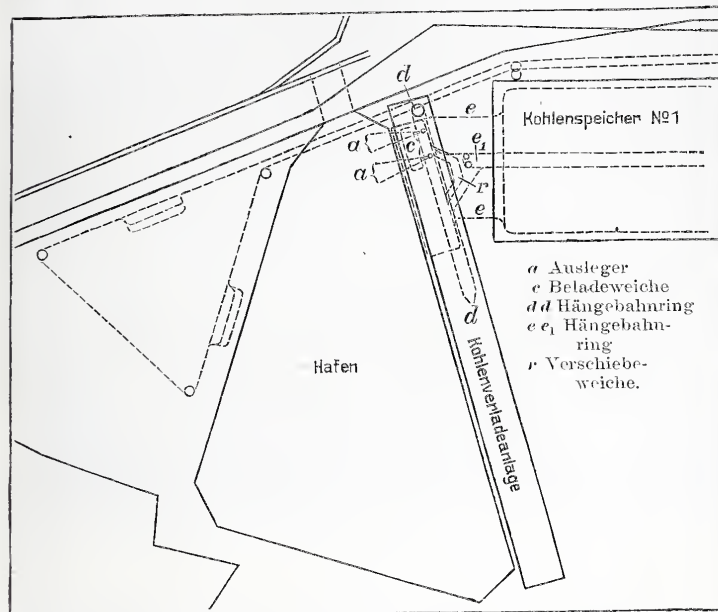 d
e
Kohlenspeicher №1
a
c
e₁
a
r
e
d
a Ausleger
c Beladeweiche
d d Hängebahnring
e e₁ Hängebahn-
ring
r Verschiebe-
weiche.
Hafen
Kohlenverladeanlage